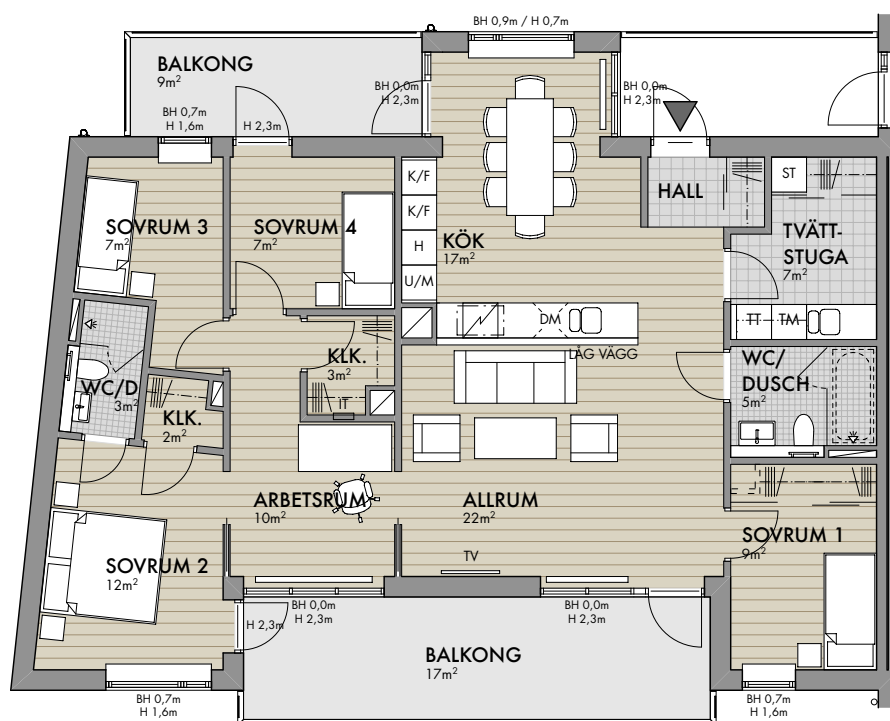 BH 0,9m / H 0,7m
BALKONG
9m²
BH 0,0m
H 2,3m
BH 0,0m
H 2,3m
BH 0,7m
H 1,6m
H 2,3m
K/F
K/F
H
U/M
HALL
ST
SOVRUM 3
7m²
SOVRUM 4
7m²
KÖK
17m²
TVÄTT-
STUGA
7m²
DM
TT
TM
LÅG VÄGG
KLK.
3m²
IT
WC/
DUSCH
5m²
WC/D
3m²
KLK.
2m²
ARBETSRUM
10m²
ALLRUM
22m²
SOVRUM 1
9m²
TV
SOVRUM 2
12m²
BH 0,0m
H 2,3m
H 2,3m
BH 0,0m
H 2,3m
BALKONG
17m²
BH 0,7m
H 1,6m
BH 0,7m
H 1,6m